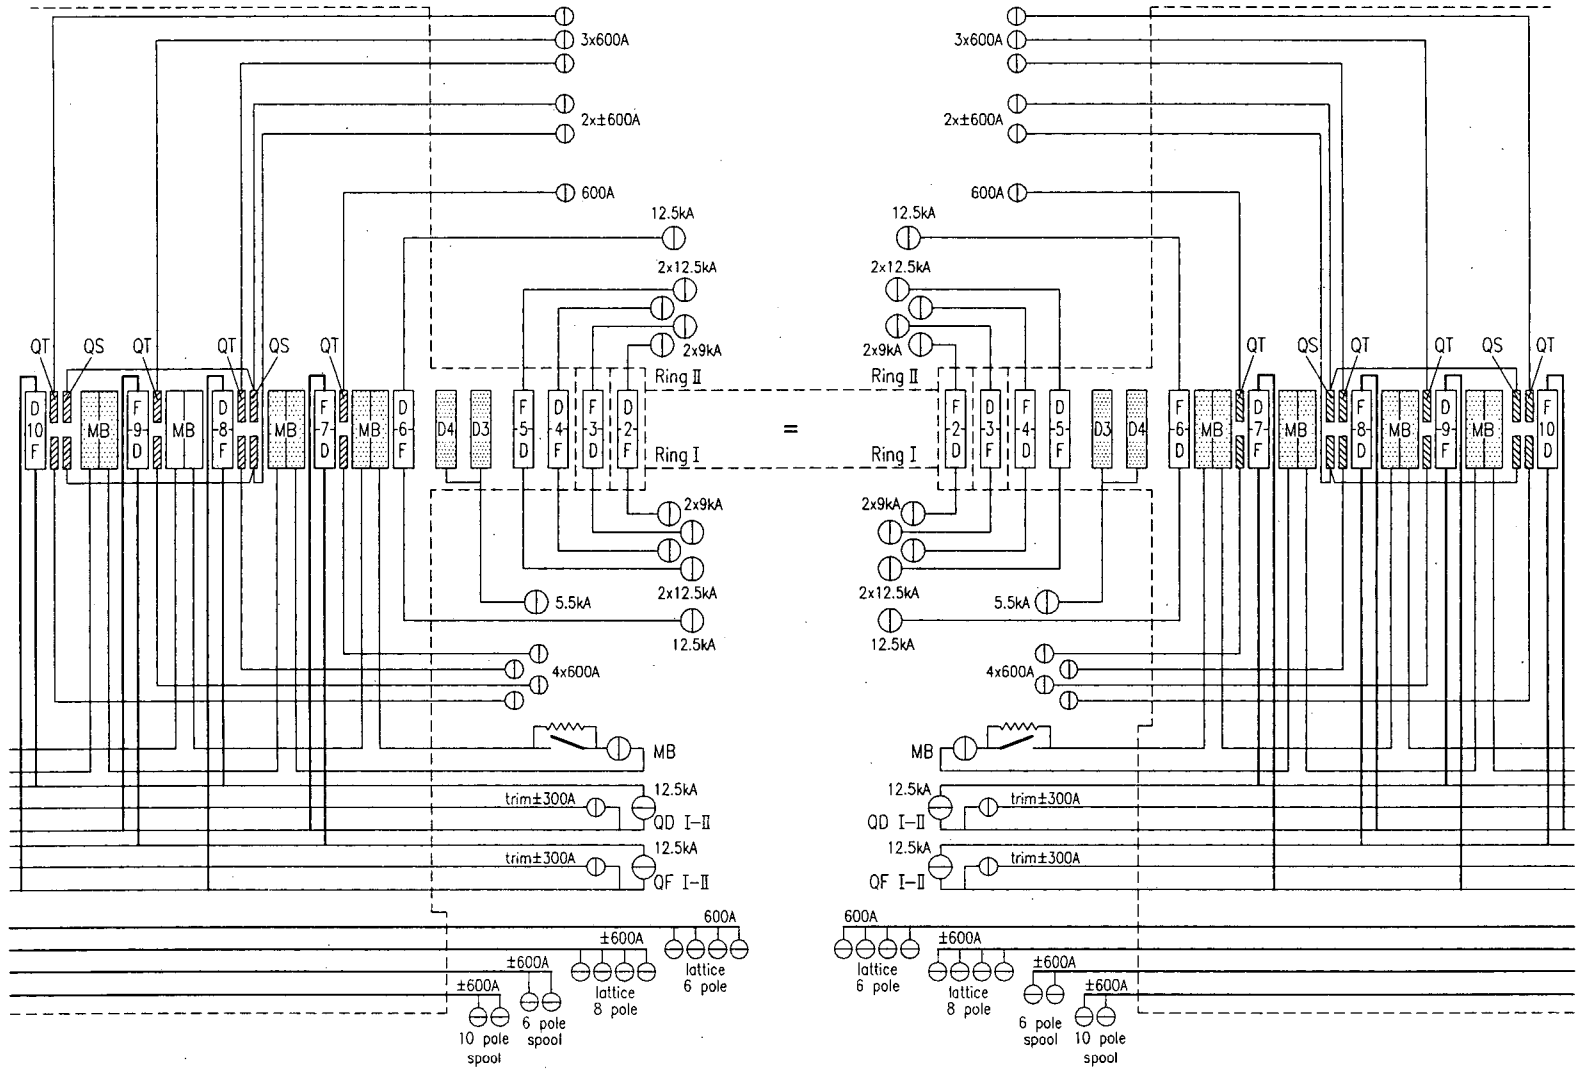 3x600A 3x600A
2x±600A 2x±600A
600A 600A
12.5kA 12.5kA
2x12.5kA 2x12.5kA
2x9kA 2x9kA
QT QS QT QT QS QT QT QS QT QT QS QT
Ring II Ring II
D 10 F
MB
F 9 D
MB
D 8 F
MB
F 7 D
MB
D 6 F
D4
D3
F 5 D
D 4 F
F 3 D
D 2 F
=
F 2 D
D 3 F
F 4 D
D 5 F
D3
D4
F 6 D
MB
D 7 F
MB
F 8 D
MB
D 9 F
MB
F 10 D
Ring I Ring I
2x9kA 2x9kA
2x12.5kA 2x12.5kA
5.5kA 5.5kA
12.5kA 12.5kA
4x600A 4x600A
MB MB
12.5kA 12.5kA
trim±300A trim±300A
QD I-II QD I-II
12.5kA 12.5kA
trim±300A trim±300A
QF I-II QF I-II
600A 600A
±600A ±600A
lattice 6 pole lattice 6 pole
±600A ±600A
lattice 8 pole lattice 8 pole
±600A ±600A
6 pole spool 6 pole spool
10 pole spool 10 pole spool